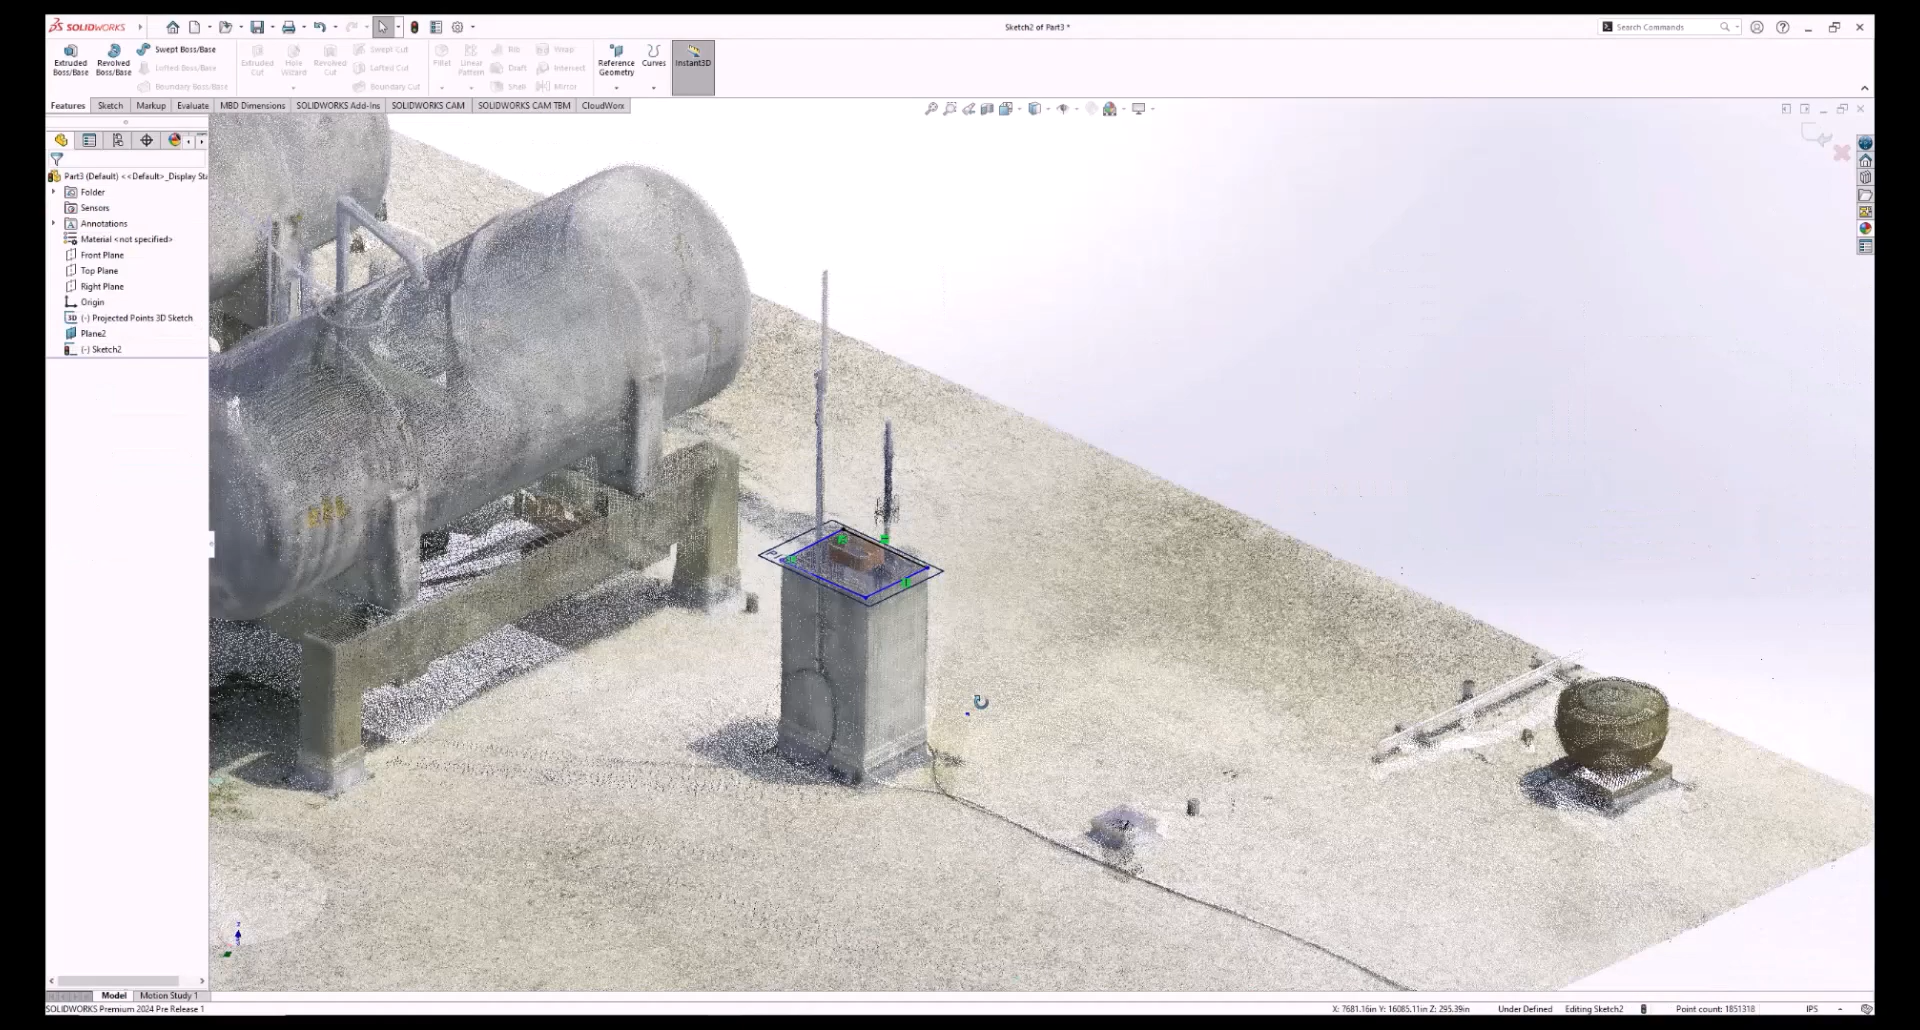 SOLIDWORKS
Sketch2 of Part3 *
Search Commands
Extruded Boss/Base
Revolved Boss/Base
Swept Boss/Base
Lofted Boss/Base
Boundary Boss/Base
Extruded Cut
Hole Wizard
Revolved Cut
Swept Cut
Lofted Cut
Boundary Cut
Fillet
Linear Pattern
Rib
Draft
Shell
Wrap
Intersect
Mirror
Reference Geometry
Curves
Instant3D
Features Sketch Markup Evaluate MBD Dimensions SOLIDWORKS Add-Ins SOLIDWORKS CAM SOLIDWORKS CAM TBM CloudWorx
Part3 (Default) <<Default>_Display Sta
Folder
Sensors
Annotations
Material <not specified>
Front Plane
Top Plane
Right Plane
Origin
3D (-) Projected Points 3D Sketch
Plane2
(-) Sketch2
Model Motion Study 1
SOLIDWORKS Premium 2024 Pre Release 1
X: 7681.16in Y: 16085.11in Z: 295.39in Under Defined Editing Sketch2 Point count: 1851318 IPS